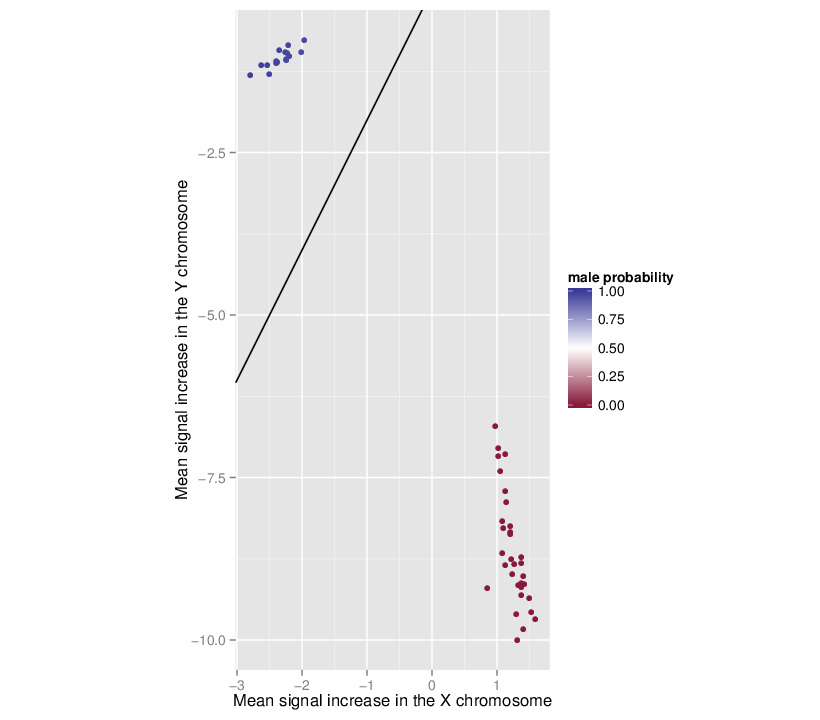 Mean signal increase in the Y chromosome
−2.5
−5.0
−7.5
−10.0
−3 −2 −1 0 1
Mean signal increase in the X chromosome
male probability
1.00
0.75
0.50
0.25
0.00